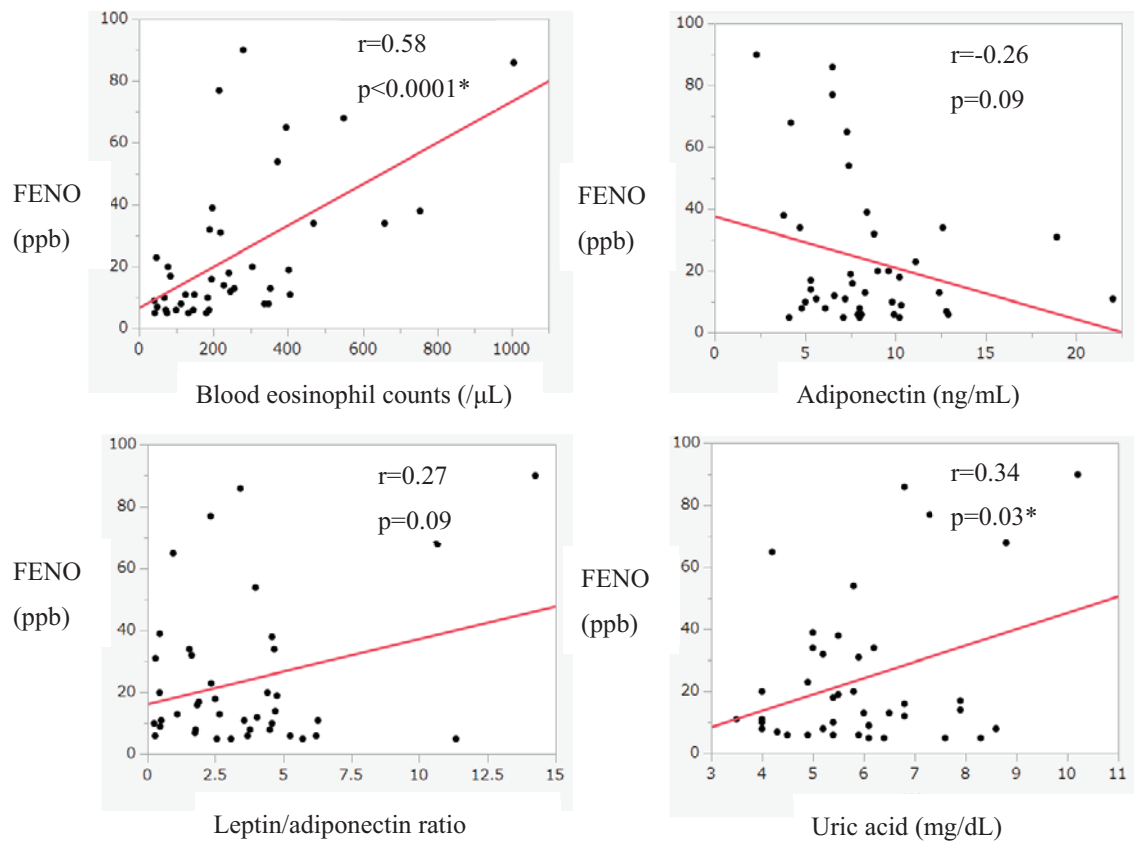 100
80
60
40
20
0
FENO
(ppb)
r=0.58
p<0.0001*
0 200 400 600 800 1000
Blood eosinophil counts (/μL)
100
80
60
40
20
0
FENO
(ppb)
r=-0.26
p=0.09
0 5 10 15 20
Adiponectin (ng/mL)
100
80
60
40
20
0
FENO
(ppb)
r=0.27
p=0.09
0 2.5 5 7.5 10 12.5 15
Leptin/adiponectin ratio
100
80
60
40
20
0
FENO
(ppb)
r=0.34
p=0.03*
3 4 5 6 7 8 9 10 11
Uric acid (mg/dL)